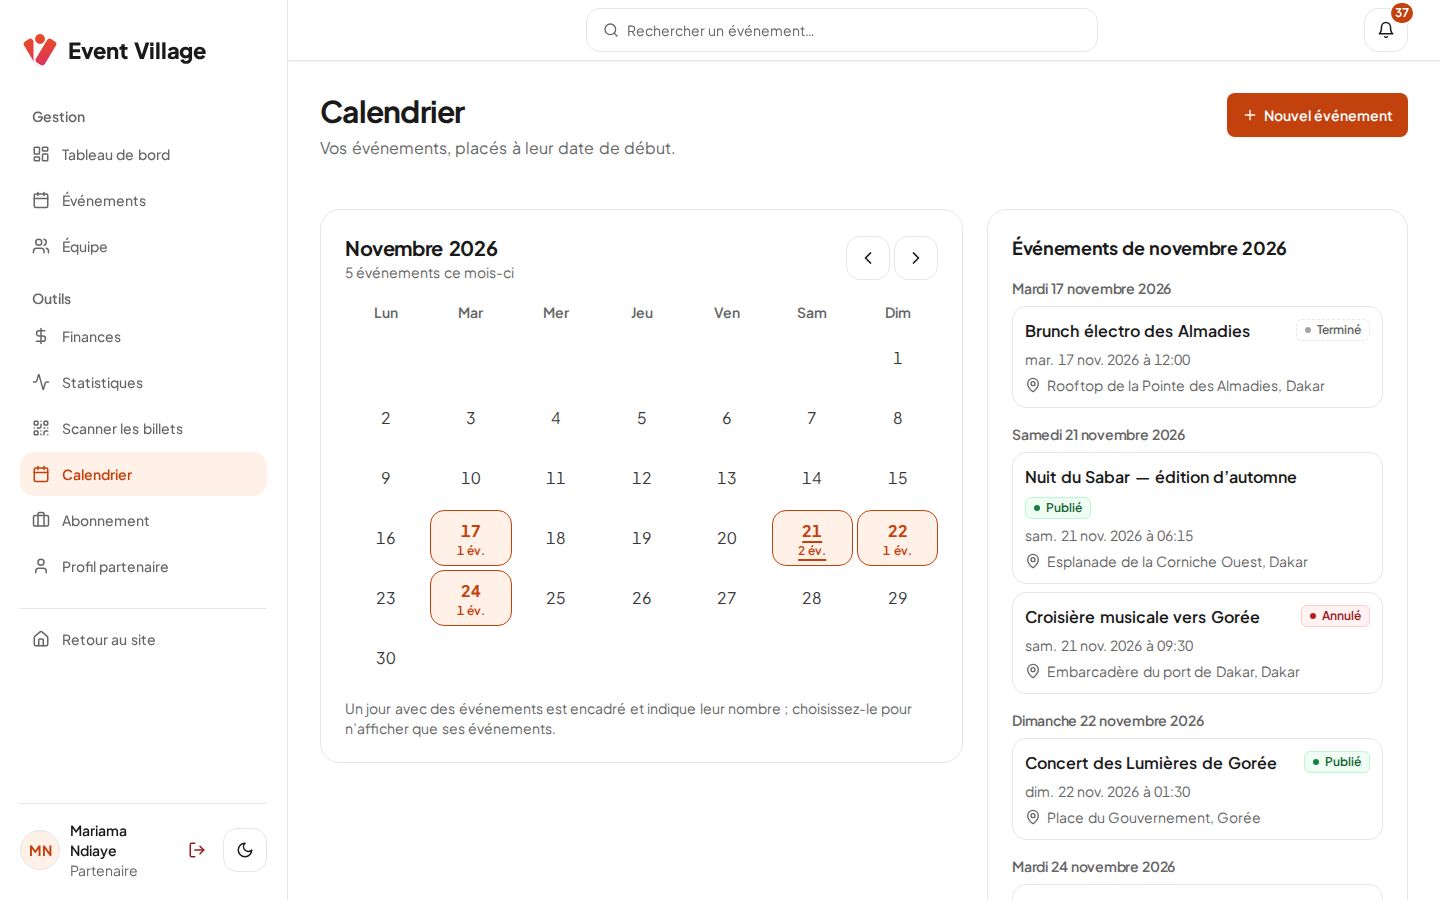 Event Village
Gestion
Tableau de bord
Événements
Équipe
Outils
Finances
Statistiques
Scanner les billets
Calendrier
Abonnement
Profil partenaire
Retour au site
MN
Mariama
Ndiaye
Partenaire
Rechercher un événement…
37
Calendrier
Vos événements, placés à leur date de début.
+ Nouvel événement
Novembre 2026
5 événements ce mois-ci
Lun Mar Mer Jeu Ven Sam Dim
1
2 3 4 5 6 7 8
9 10 11 12 13 14 15
16 17 18 19 20 21 22
1 év. 2 év. 1 év.
23 24 25 26 27 28 29
1 év.
30
Un jour avec des événements est encadré et indique leur nombre ; choisissez-le pour
n’afficher que ses événements.
Événements de novembre 2026
Mardi 17 novembre 2026
Brunch électro des Almadies
Terminé
mar. 17 nov. 2026 à 12:00
Rooftop de la Pointe des Almadies, Dakar
Samedi 21 novembre 2026
Nuit du Sabar — édition d’automne
Publié
sam. 21 nov. 2026 à 06:15
Esplanade de la Corniche Ouest, Dakar
Croisière musicale vers Gorée
Annulé
sam. 21 nov. 2026 à 09:30
Embarcadère du port de Dakar, Dakar
Dimanche 22 novembre 2026
Concert des Lumières de Gorée
Publié
dim. 22 nov. 2026 à 01:30
Place du Gouvernement, Gorée
Mardi 24 novembre 2026